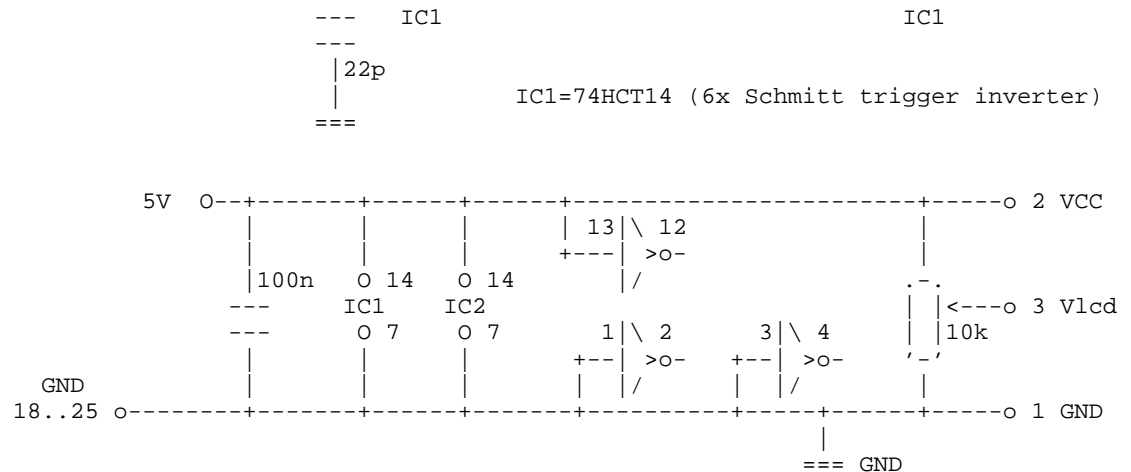 IC1 IC1
22p
IC1=74HCT14 (6x Schmitt trigger inverter)
5V 2 VCC
13 12
100n 14 14
IC1 IC2 3 Vlcd
7 7 1 2 3 4 10k
GND
18..25 1 GND
GND